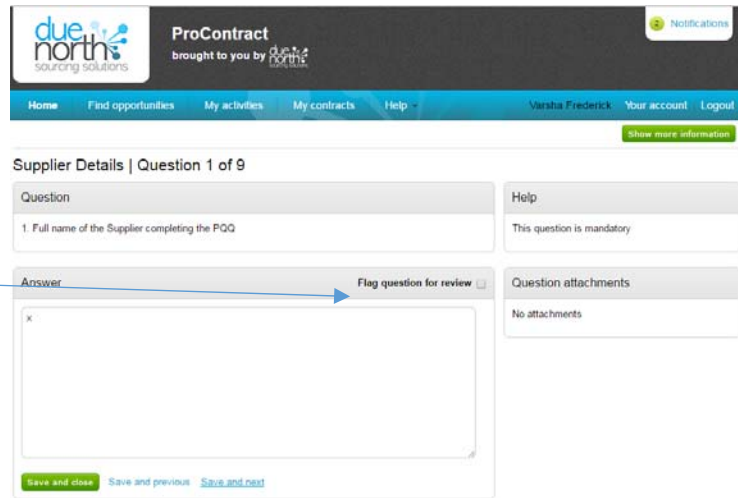 due north
sourcing solutions
ProContract
brought to you by due north
Notifications
Home Find opportunities My activities My contracts Help Varsha Frederick Your account Logout
Show more information
Supplier Details | Question 1 of 9
Question
1. Full name of the Supplier completing the PQQ
Help
This question is mandatory
Answer
Flag question for review
x
Question attachments
No attachments
Save and close Save and previous Save and next